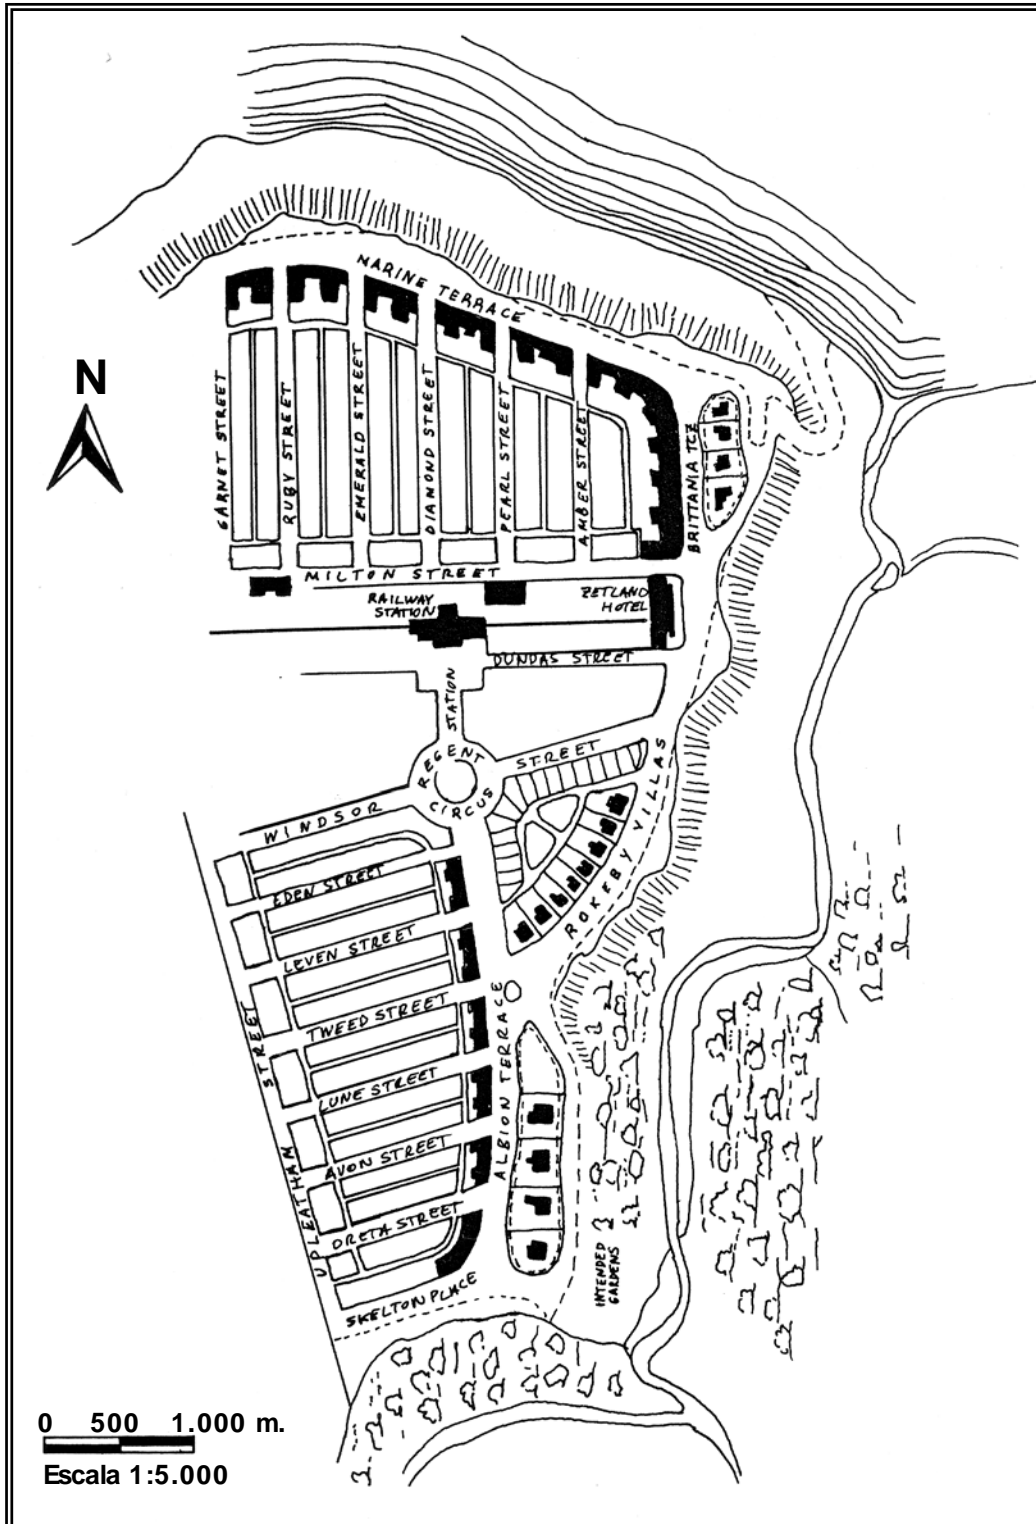 MARINE TERRACE
N
GARNET STREET
RUBY STREET
EMERALD STREET
DIAMOND STREET
PEARL STREET
AMBER STREET
BRITTANIA TCE
MILTON STREET
RAILWAY
STATION
ZETLAND
HOTEL
DUNDAS STREET
STATION
REGENT
CIRCUS
STREET
WINDSOR
ROKEBY VILLAS
EDEN STREET
LEVEN STREET
TWEED STREET
LUNE STREET
AVON STREET
ORETA STREET
UPLEATHAM STREET
ALBION TERRACE
SKELTON PLACE
INTENDED
GARDENS
0 500 1.000 m.
Escala 1:5.000